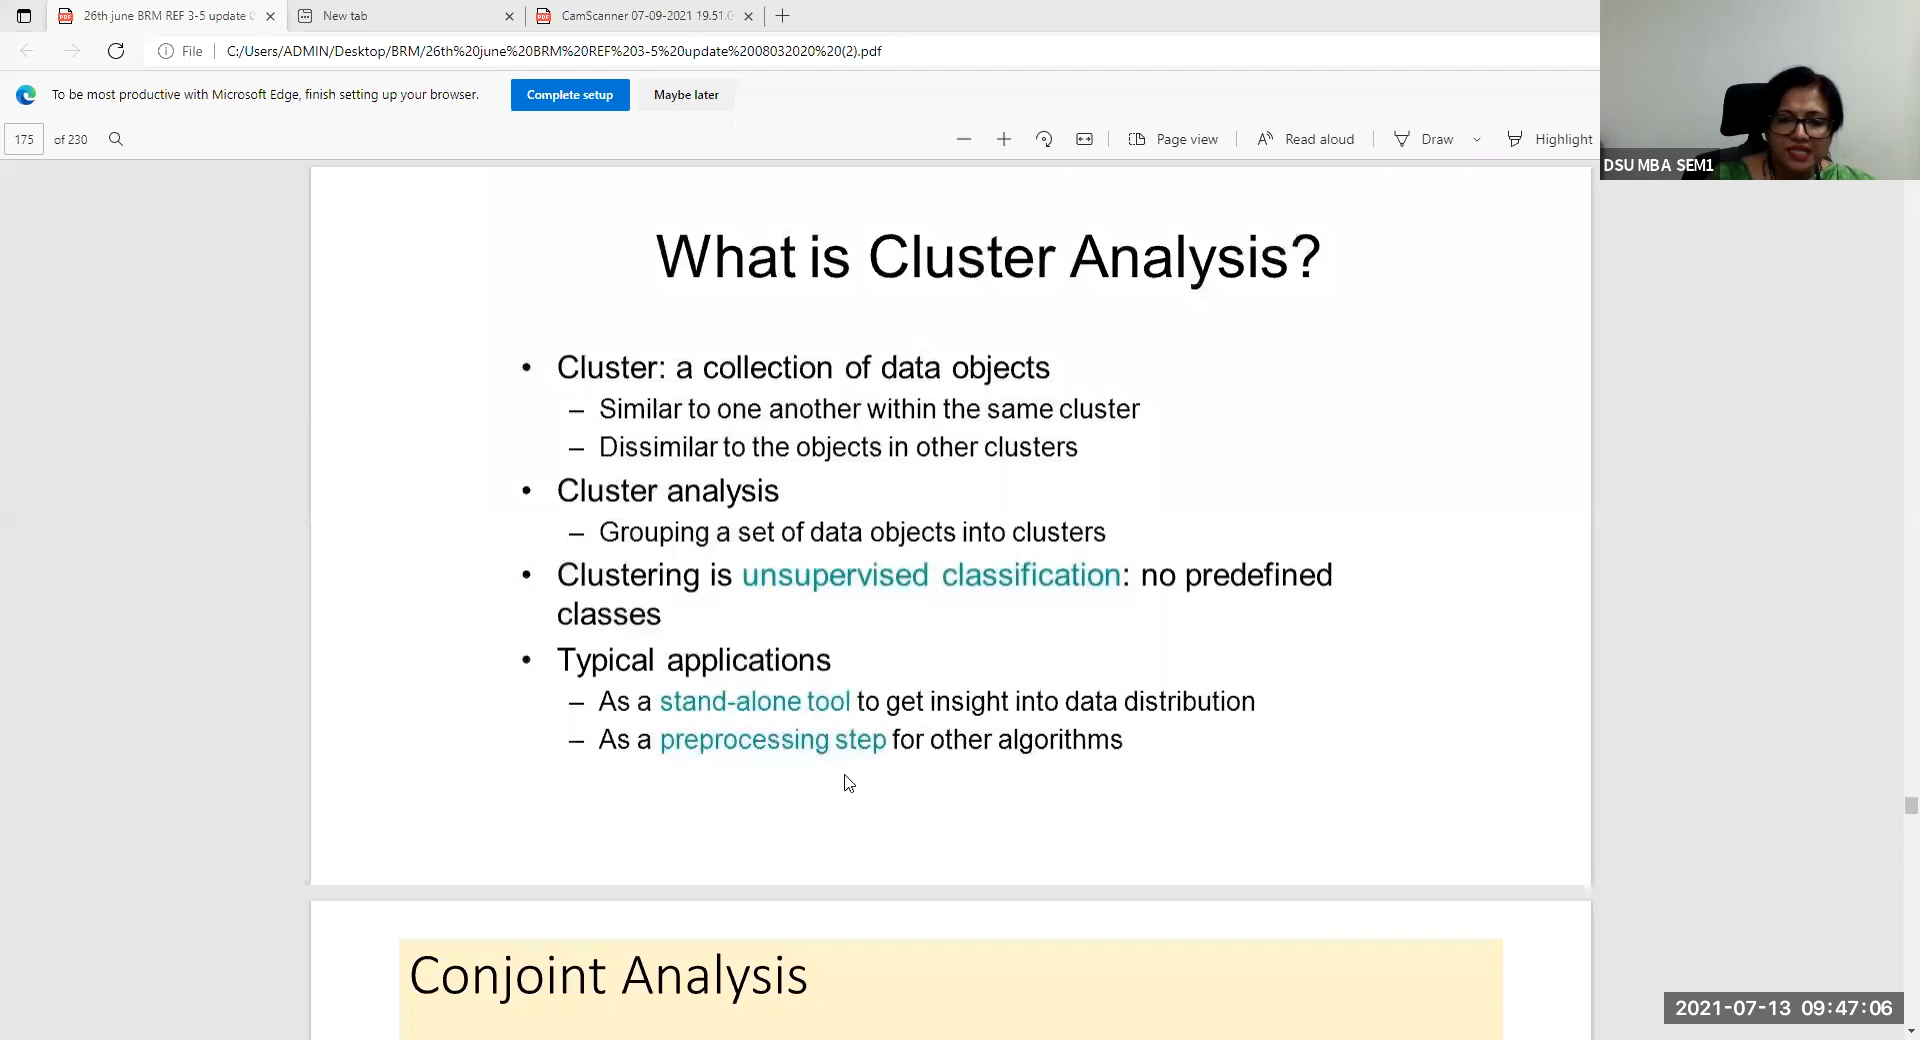 26th june BRM REF 3-5 update
New tab
CamScanner 07-09-2021 19.51.
File
C:/Users/ADMIN/Desktop/BRM/26th%20june%20BRM%20REF%203-5%20update%2008032020%20(2).pdf
To be most productive with Microsoft Edge, finish setting up your browser.
Complete setup
Maybe later
175 of 230
Page view
Read aloud
Draw
Highlight
DSU MBA SEM1
What is Cluster Analysis?
• Cluster: a collection of data objects
– Similar to one another within the same cluster
– Dissimilar to the objects in other clusters
• Cluster analysis
– Grouping a set of data objects into clusters
• Clustering is unsupervised classification: no predefined
classes
• Typical applications
– As a stand-alone tool to get insight into data distribution
– As a preprocessing step for other algorithms
Conjoint Analysis
2021-07-13 09:47:06